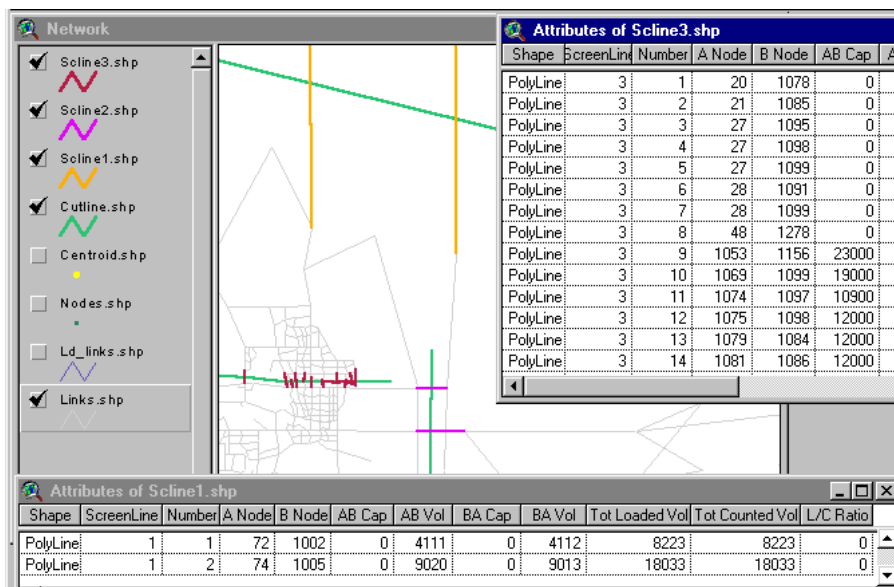 Network
Scline3.shp
Scline2.shp
Scline1.shp
Cutline.shp
Centroid.shp
Nodes.shp
Ld_links.shp
Links.shp
Attributes of Scline3.shp
Shape ScreenLine Number A Node B Node AB Cap A
PolyLine 3 1 20 1078 0
PolyLine 3 2 21 1085 0
PolyLine 3 3 27 1095 0
PolyLine 3 4 27 1098 0
PolyLine 3 5 27 1099 0
PolyLine 3 6 28 1091 0
PolyLine 3 7 28 1099 0
PolyLine 3 8 48 1278 0
PolyLine 3 9 1053 1156 23000
PolyLine 3 10 1069 1099 19000
PolyLine 3 11 1074 1097 10900
PolyLine 3 12 1075 1098 12000
PolyLine 3 13 1079 1084 12000
PolyLine 3 14 1081 1086 12000
Attributes of Scline1.shp
Shape ScreenLine Number A Node B Node AB Cap AB Vol BA Cap BA Vol Tot Loaded Vol Tot Counted Vol L/C Ratio
PolyLine 1 1 72 1002 0 4111 0 4112 8223 8223 0
PolyLine 1 2 74 1005 0 9020 0 9013 18033 18033 0